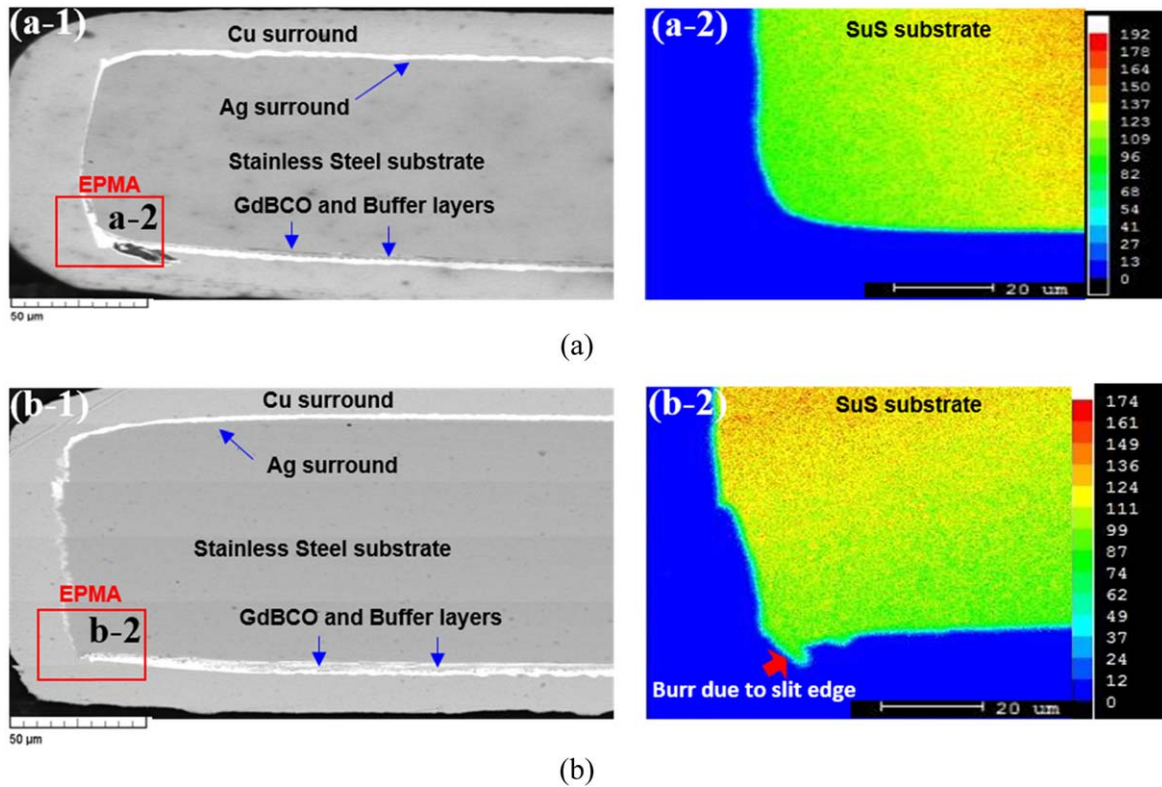 (a-1)
Cu surround
Ag surround
Stainless Steel substrate
EPMA
a-2
GdBCO and Buffer layers
50 µm
(a-2)
SuS substrate
192
178
164
150
137
123
109
96
82
68
54
41
27
13
0
20 um
(a)
(b-1)
Cu surround
Ag surround
Stainless Steel substrate
EPMA
b-2
GdBCO and Buffer layers
50 µm
(b-2)
SuS substrate
174
161
149
136
124
111
99
87
74
62
49
37
24
12
0
Burr due to slit edge
20 um
(b)